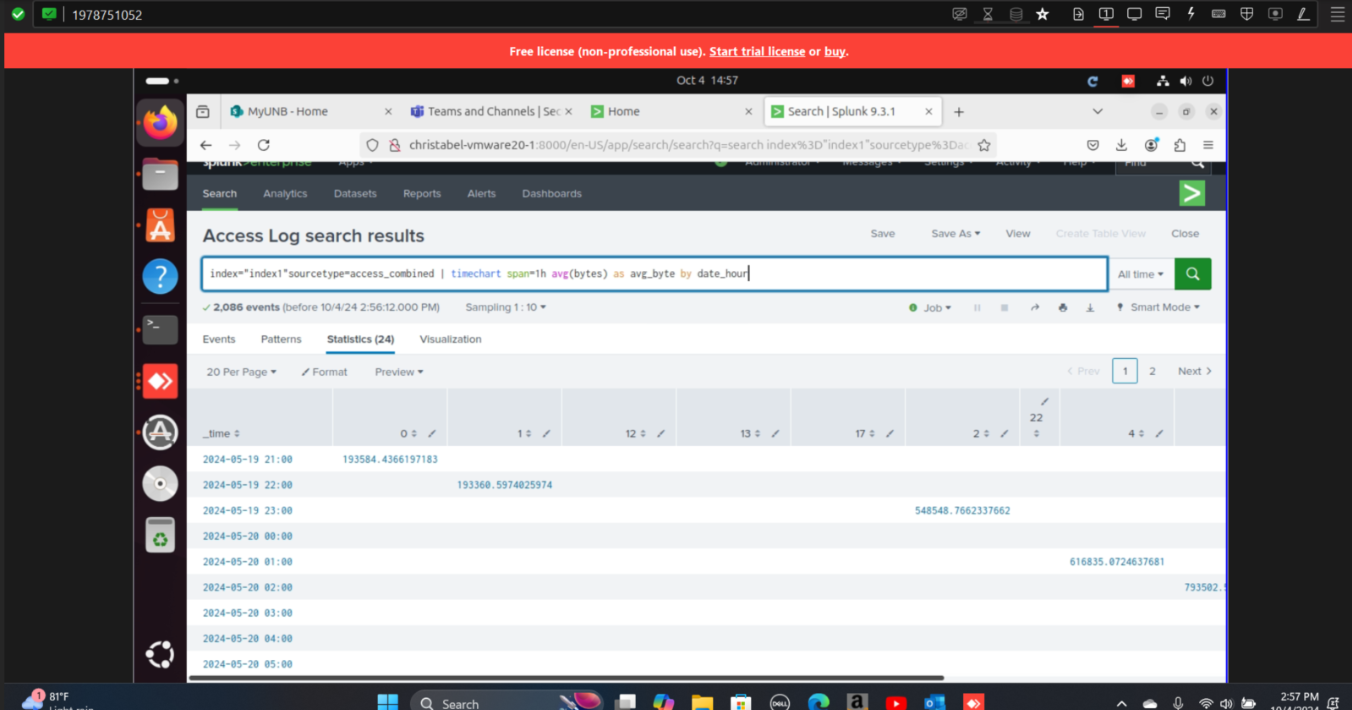 1978751052
Free license (non-professional use). Start trial license or buy.
Oct 4 14:57
MyUNB - Home
Teams and Channels | Sec
Home
Search | Splunk 9.3.1
christabel-vmware20-1:8000/en-US/app/search/search?q=search index%3D"index1"sourcetype%3Dac
splunk>enterprise Apps Administrator Messages Settings Activity Help Find
Search Analytics Datasets Reports Alerts Dashboards
Access Log search results
Save Save As View Create Table View Close
index="index1"sourcetype=access_combined | timechart span=1h avg(bytes) as avg_byte by date_hour
All time
2,086 events (before 10/4/24 2:56:12.000 PM) Sampling 1 : 10
Job Smart Mode
Events Patterns Statistics (24) Visualization
20 Per Page Format Preview
< Prev 1 2 Next >
_time 0 1 12 13 17 2 22 4
2024-05-19 21:00 193584.4366197183
2024-05-19 22:00 193360.5974025974
2024-05-19 23:00 548548.7662337662
2024-05-20 00:00
2024-05-20 01:00 616835.0724637681
2024-05-20 02:00 793502.
2024-05-20 03:00
2024-05-20 04:00
2024-05-20 05:00
1 81°F
Light rain
Search
DELL
a
2:57 PM
10/4/2024